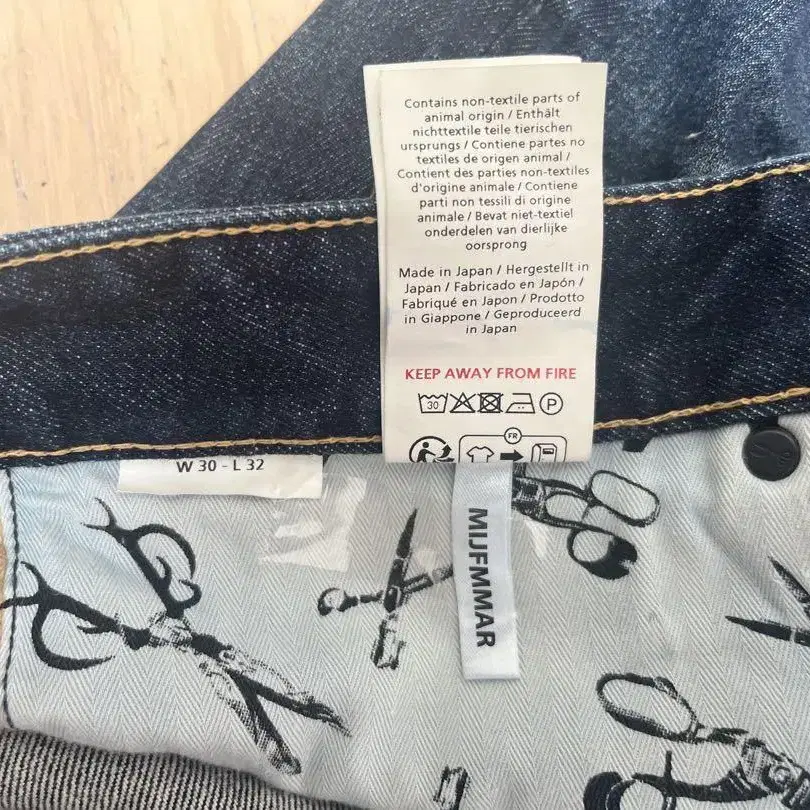 Contains non-textile parts of
animal origin / Enthält
nichttextile teile tierischen
ursprungs / Contiene partes no
textiles de origen animal /
Contient des parties non-textiles
d'origine animale / Contiene
parti non tessili di origine
animale / Bevat niet-textiel
onderdelen van dierlijke
oorsprong
Made in Japan / Hergestellt in
Japan / Fabricado en Japón /
Fabriqué en Japon / Prodotto
in Giappone / Geproduceerd
in Japan
KEEP AWAY FROM FIRE
30
P
FR
W 30 - L 32
MIJFMMAR